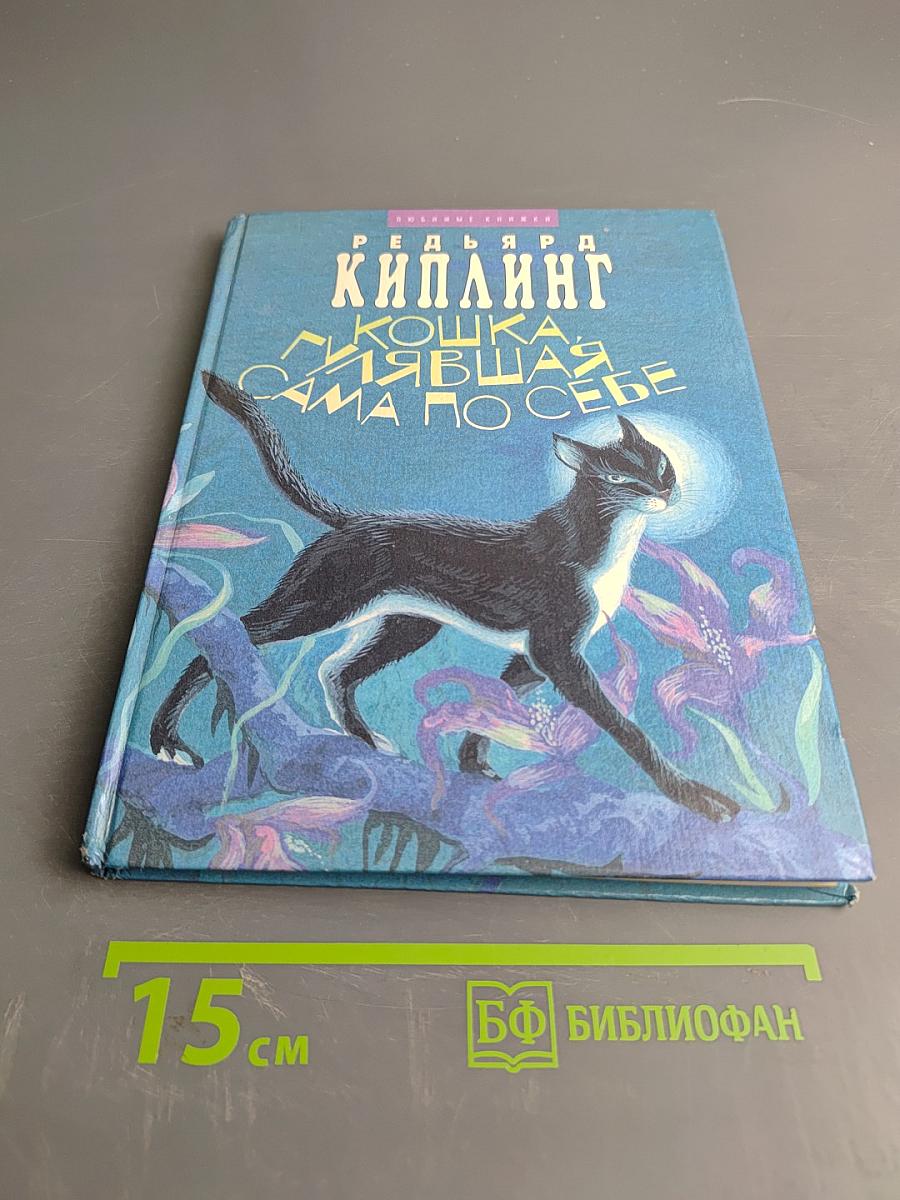 ЛЮБИМЫЕ КНИЖКИ
РЕДЬЯРД
КИПЛИНГ
КОШКА,
ГУЛЯВШАЯ
САМА ПО СЕБЕ
15 см
БФ БИБЛИОФАН